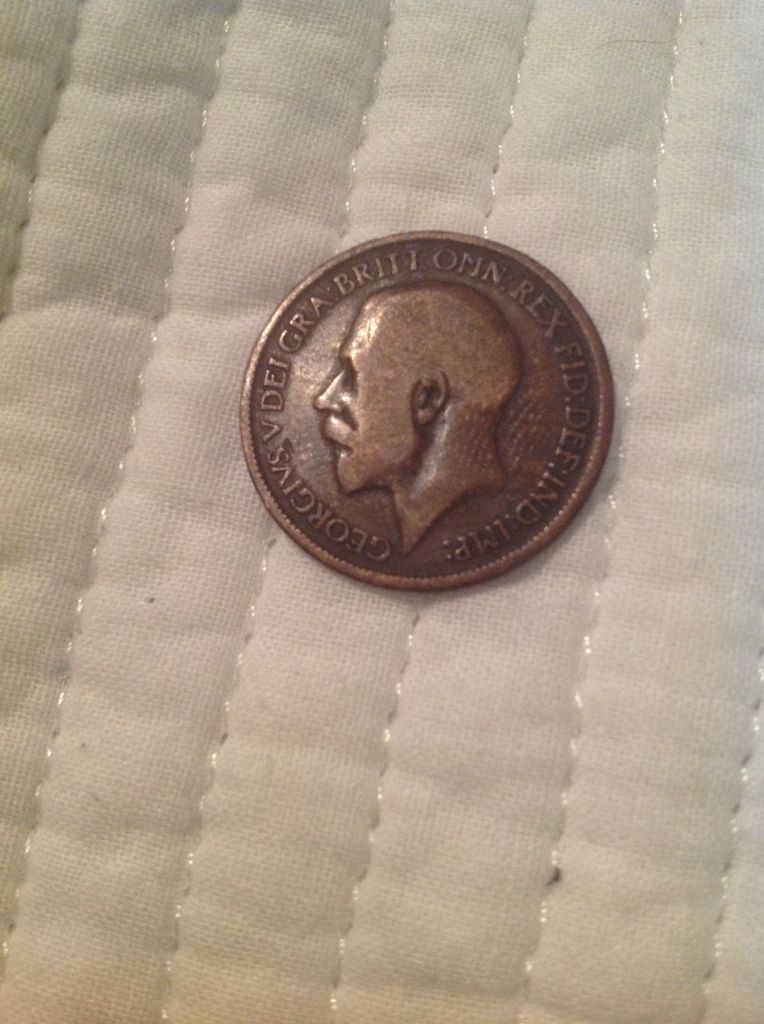 GEORGIVS V DEI GRA: BRITT: OMN: REX FID: DEF: IND: IMP: